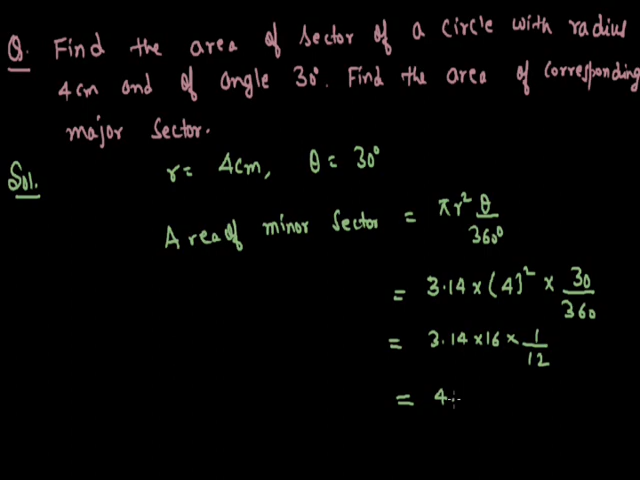 Q. Find the area of sector of a circle with radius
4cm and of angle 30°. Find the area of corresponding
major sector.
Sol. r = 4cm, θ = 30°
Area of minor sector = πr² θ/360°
= 3.14 × (4)² × 30/360
= 3.14 × 16 × 1/12
= 4.